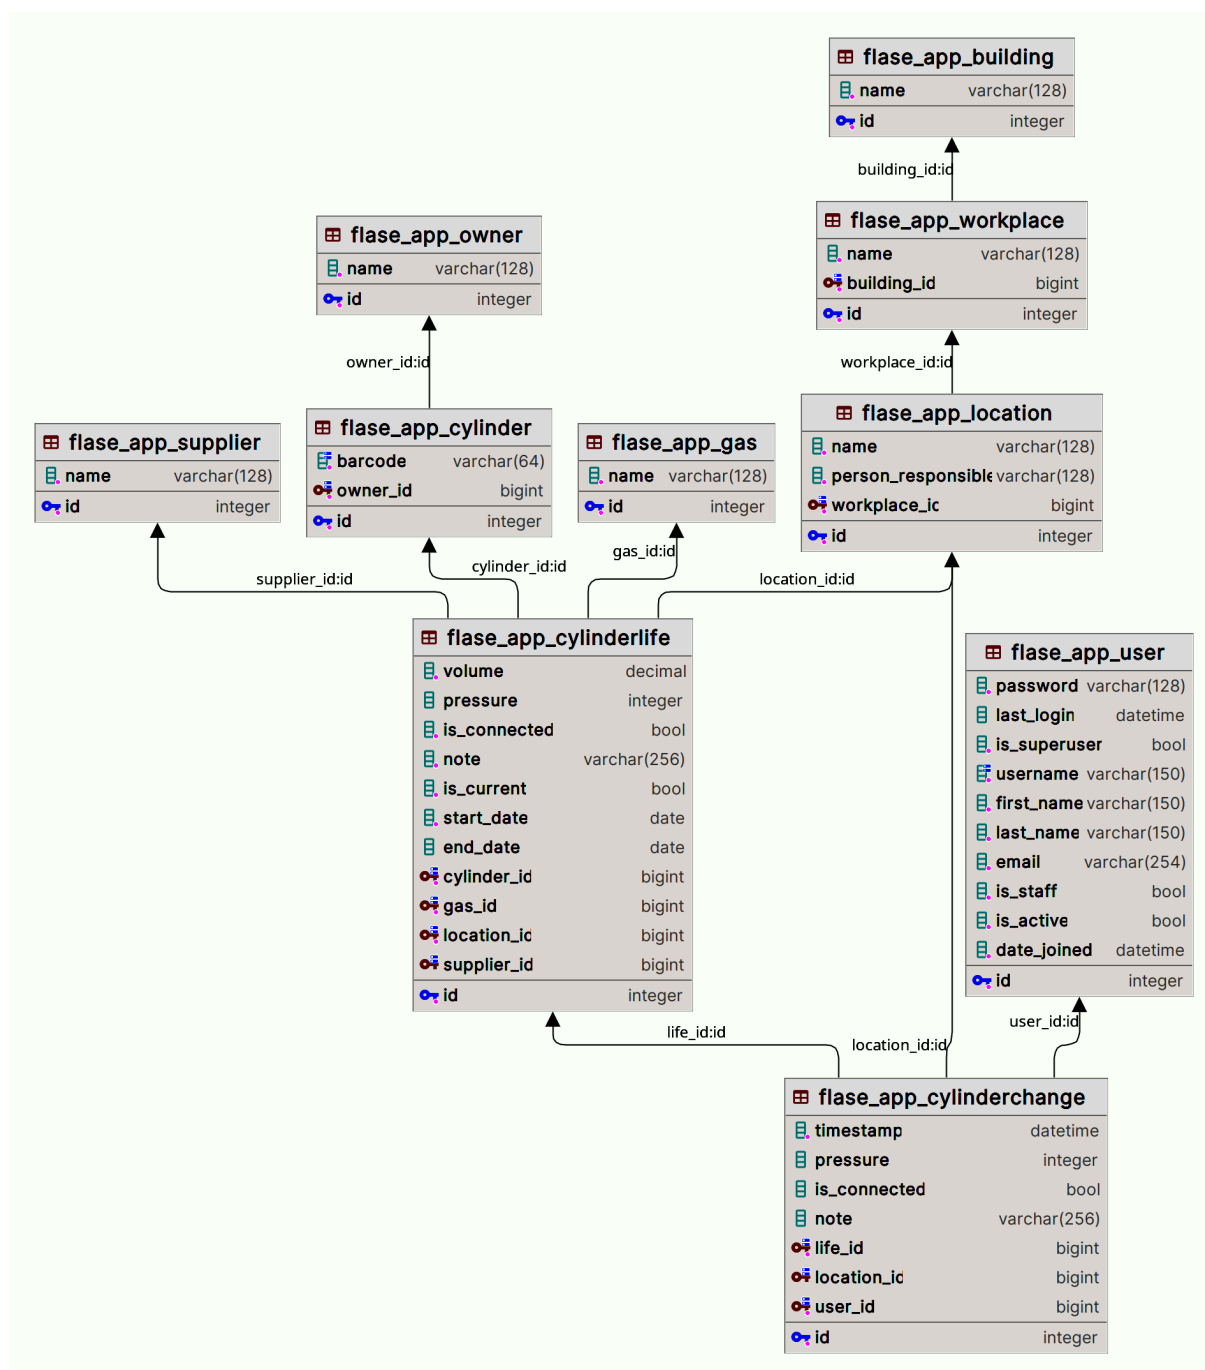 flase_app_building
name varchar(128)
id integer
building_id:id
flase_app_workplace
name varchar(128)
building_id bigint
id integer
workplace_id:id
flase_app_owner
name varchar(128)
id integer
owner_id:id
flase_app_supplier
name varchar(128)
id integer
flase_app_cylinder
barcode varchar(64)
owner_id bigint
id integer
flase_app_gas
name varchar(128)
id integer
flase_app_location
name varchar(128)
person_responsible varchar(128)
workplace_id bigint
id integer
supplier_id:id
cylinder_id:id
gas_id:id
location_id:id
flase_app_cylinderlife
volume decimal
pressure integer
is_connected bool
note varchar(256)
is_current bool
start_date date
end_date date
cylinder_id bigint
gas_id bigint
location_id bigint
supplier_id bigint
id integer
flase_app_user
password varchar(128)
last_login datetime
is_superuser bool
username varchar(150)
first_name varchar(150)
last_name varchar(150)
email varchar(254)
is_staff bool
is_active bool
date_joined datetime
id integer
life_id:id
location_id:id
user_id:id
flase_app_cylinderchange
timestamp datetime
pressure integer
is_connected bool
note varchar(256)
life_id bigint
location_id bigint
user_id bigint
id integer